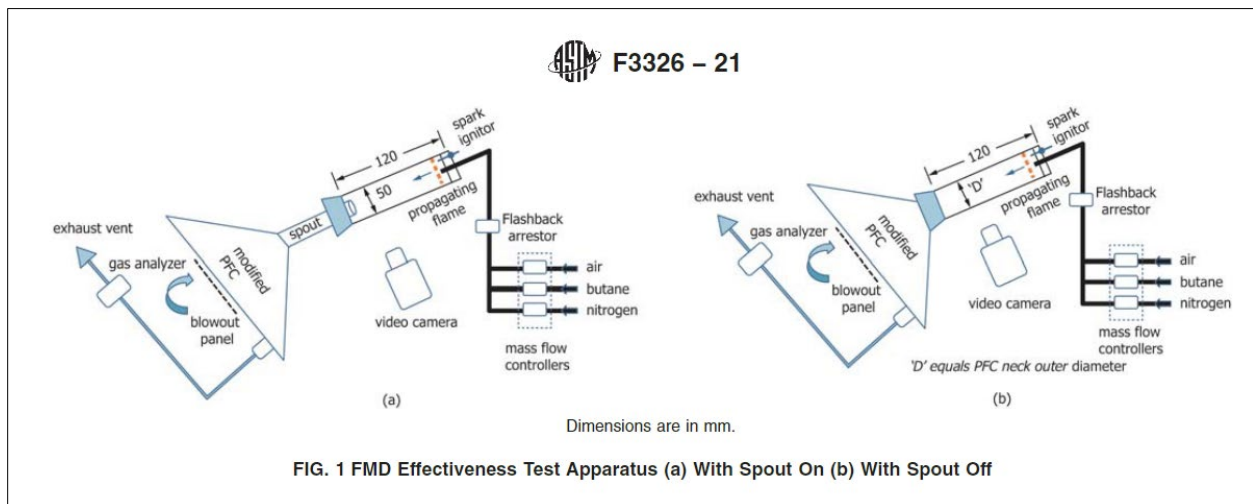 ASTM F3326 – 21
spark
ignitor
120
50
propagating
flame
spout
modified
PFC
exhaust vent
gas analyzer
blowout
panel
video camera
Flashback
arrestor
air
butane
nitrogen
mass flow
controllers
(a)
spark
ignitor
120
'D'
propagating
flame
modified
PFC
exhaust vent
gas analyzer
blowout
panel
video camera
Flashback
arrestor
air
butane
nitrogen
mass flow
controllers
'D' equals PFC neck outer diameter
(b)
Dimensions are in mm.
FIG. 1 FMD Effectiveness Test Apparatus (a) With Spout On (b) With Spout Off